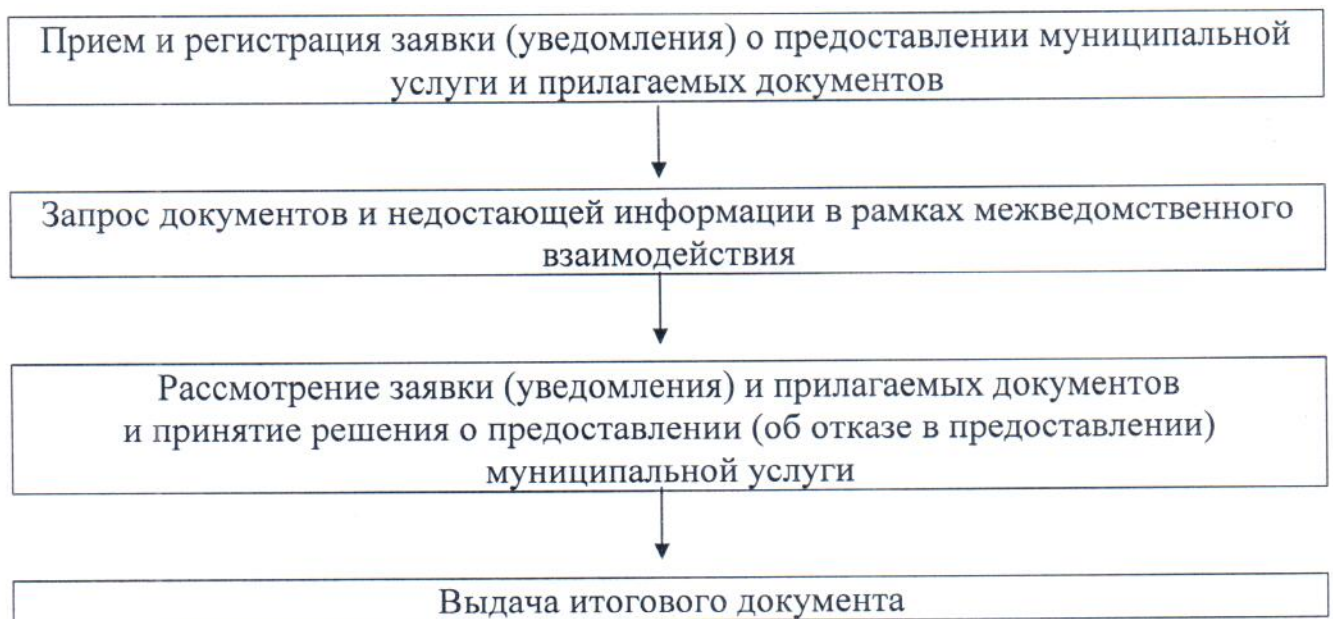 Прием и регистрация заявки (уведомления) о предоставлении муниципальной
услуги и прилагаемых документов
Запрос документов и недостающей информации в рамках межведомственного
взаимодействия
Рассмотрение заявки (уведомления) и прилагаемых документов
и принятие решения о предоставлении (об отказе в предоставлении)
муниципальной услуги
Выдача итогового документа